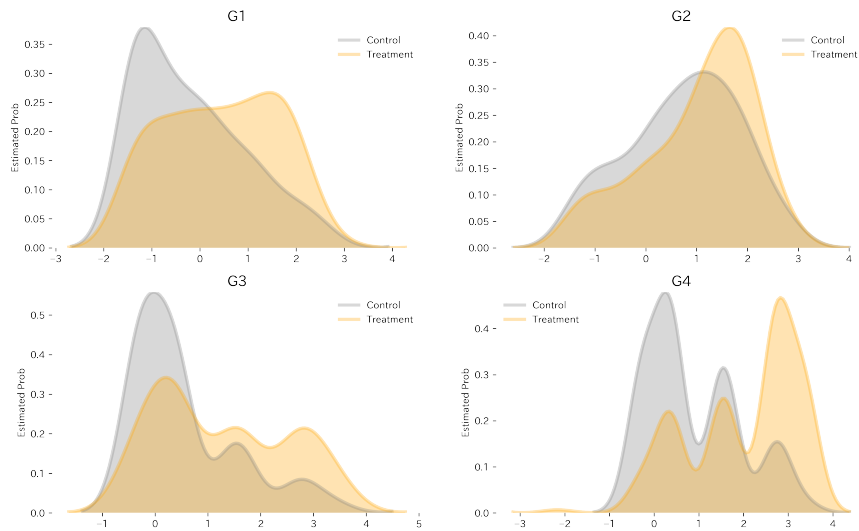 G1
Control
Treatment
Estimated Prob
0.35
0.30
0.25
0.20
0.15
0.10
0.05
0.00
−3 −2 −1 0 1 2 3 4
G2
Control
Treatment
Estimated Prob
0.40
0.35
0.30
0.25
0.20
0.15
0.10
0.05
0.00
−2 −1 0 1 2 3 4
G3
Control
Treatment
Estimated Prob
0.5
0.4
0.3
0.2
0.1
0.0
−1 0 1 2 3 4 5
G4
Control
Treatment
Estimated Prob
0.4
0.3
0.2
0.1
0.0
−3 −2 −1 0 1 2 3 4